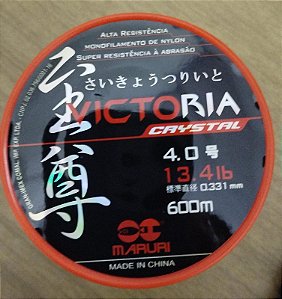 ALTA RESISTÊNCIA
MONOFILAMENTO DE NYLON
SUPER RESISTÊNCIA À ABRASÃO
さいきょうつりいと
VICTORIA
CRYSTAL
4.0号
13.4lb
標準直径 0.331mm
600m
MARURI
MADE IN CHINA